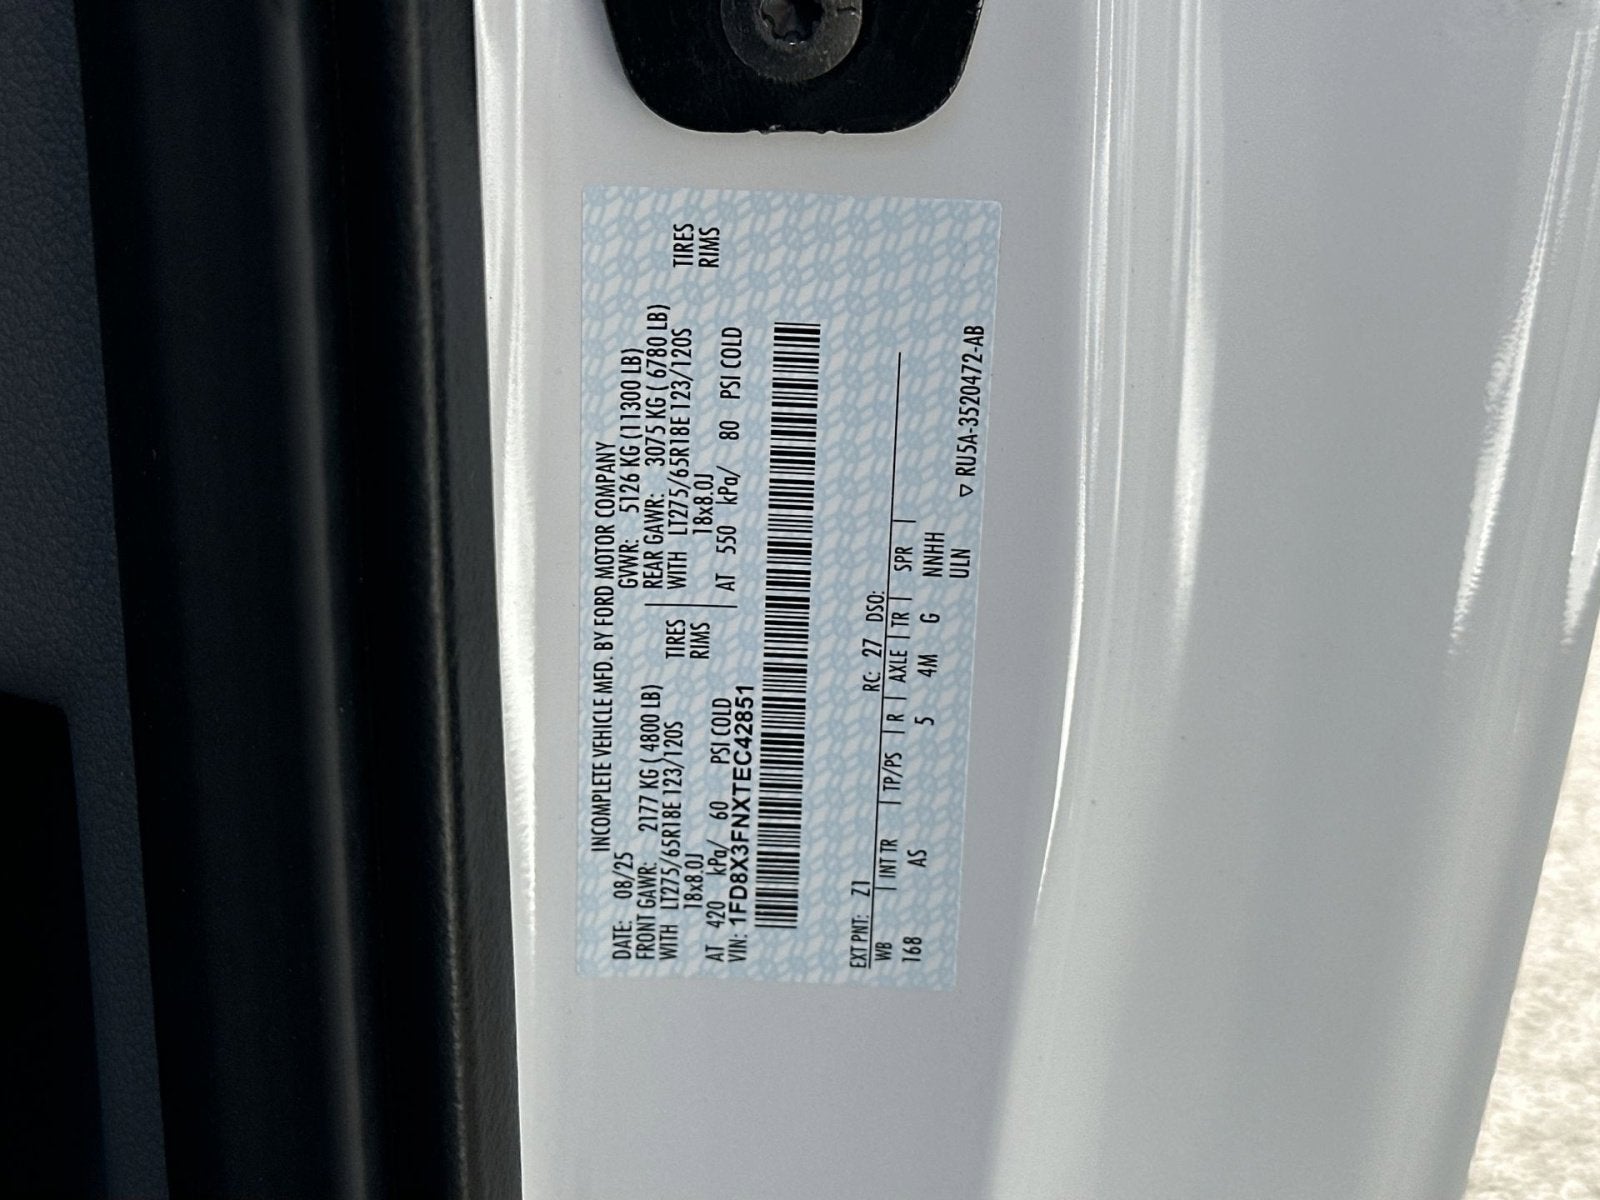 INCOMPLETE VEHICLE MFD. BY FORD MOTOR COMPANY
DATE: 08/25 GVWR: 5126 KG (11300 LB)
FRONT GAWR: 2177 KG ( 4800 LB) REAR GAWR: 3075 KG ( 6780 LB)
WITH LT275/65R18E 123/120S TIRES WITH LT275/65R18E 123/120S TIRES
18x8.0J RIMS 18x8.0J RIMS
AT 420 kPa/ 60 PSI COLD AT 550 kPa/ 80 PSI COLD
VIN: 1FD8X3FNXTEC42851
EXT PNT: Z1 RC: 27 DSO:
WB INT TR TP/PS R AXLE TR SPR
168 AS 5 4M G NNHH
ULN
▽ RU5A-3520472-AB